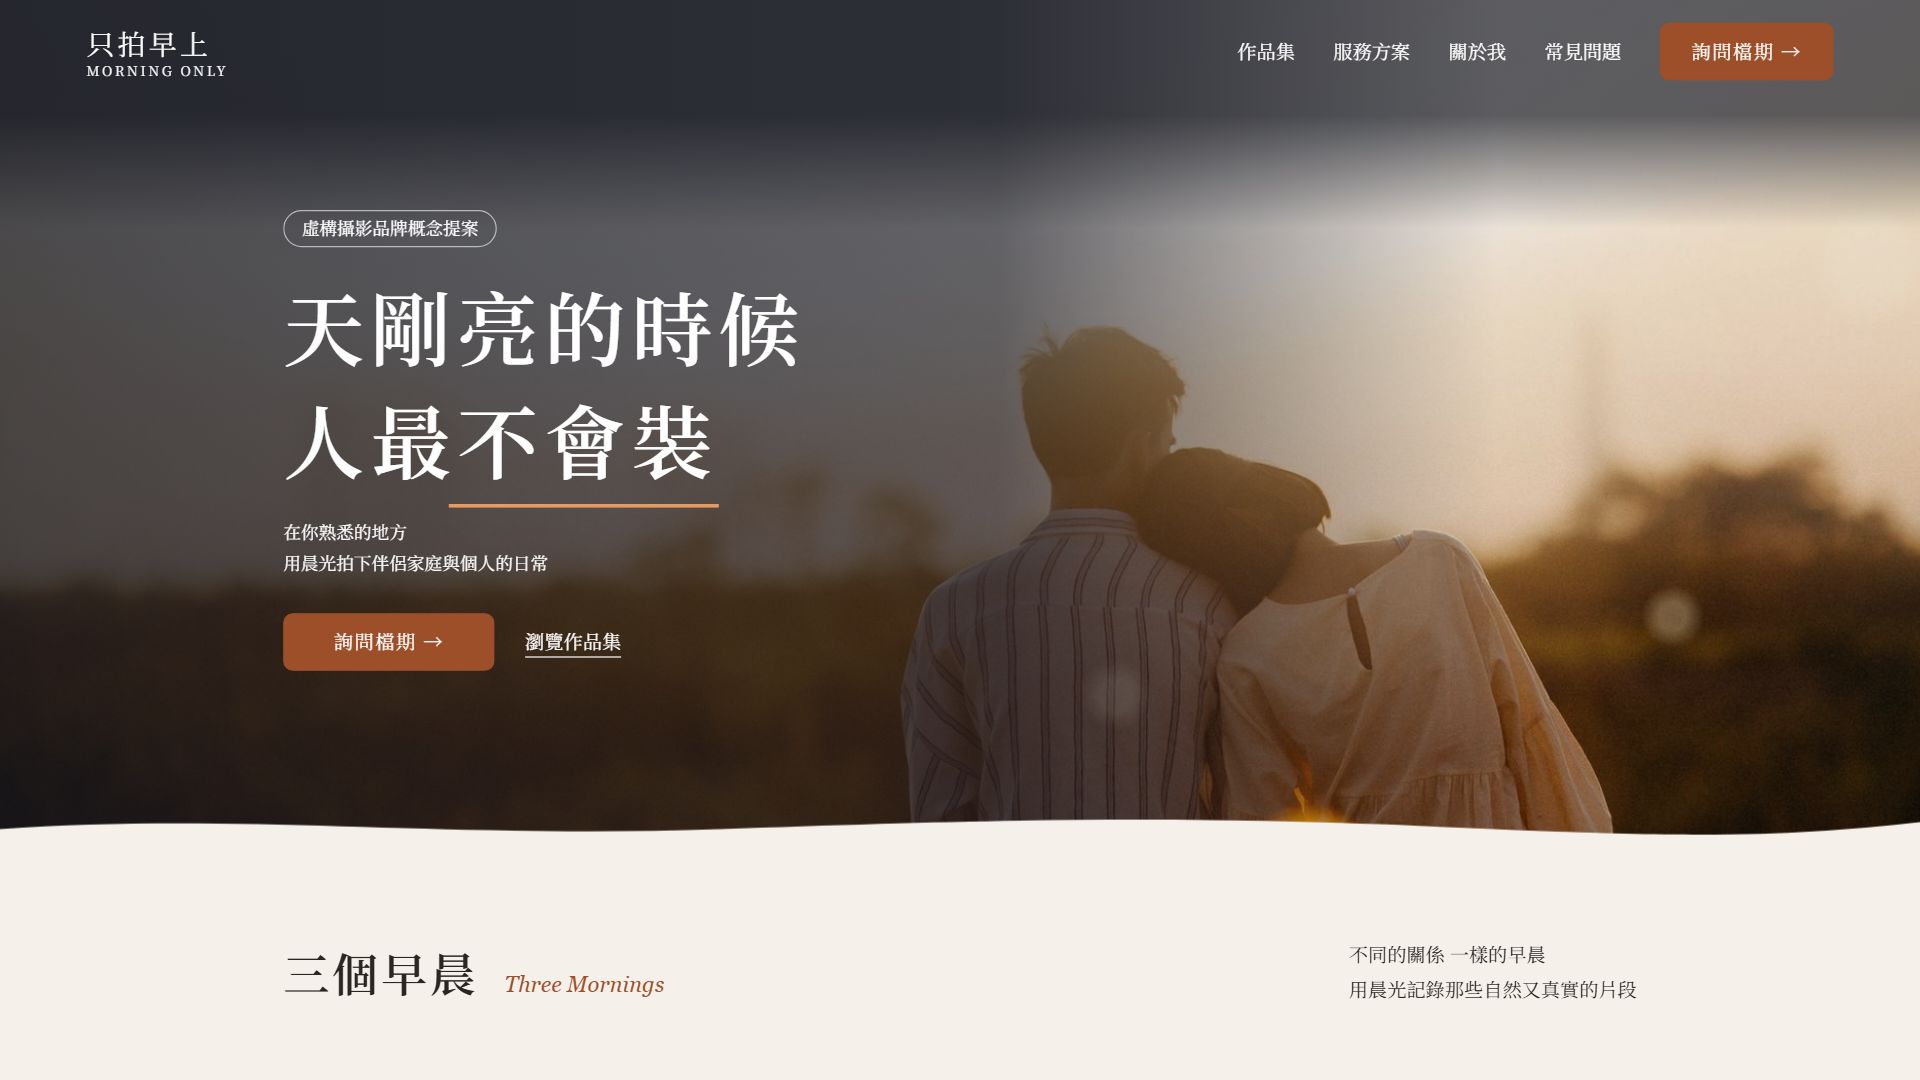 只拍早上
MORNING ONLY
作品集
服務方案
關於我
常見問題
詢問檔期 →
虛構攝影品牌概念提案
天剛亮的時候
人最不會裝
在你熟悉的地方
用晨光拍下伴侶家庭與個人的日常
詢問檔期 →
瀏覽作品集
三個早晨
Three Mornings
不同的關係 一樣的早晨
用晨光記錄那些自然又真實的片段